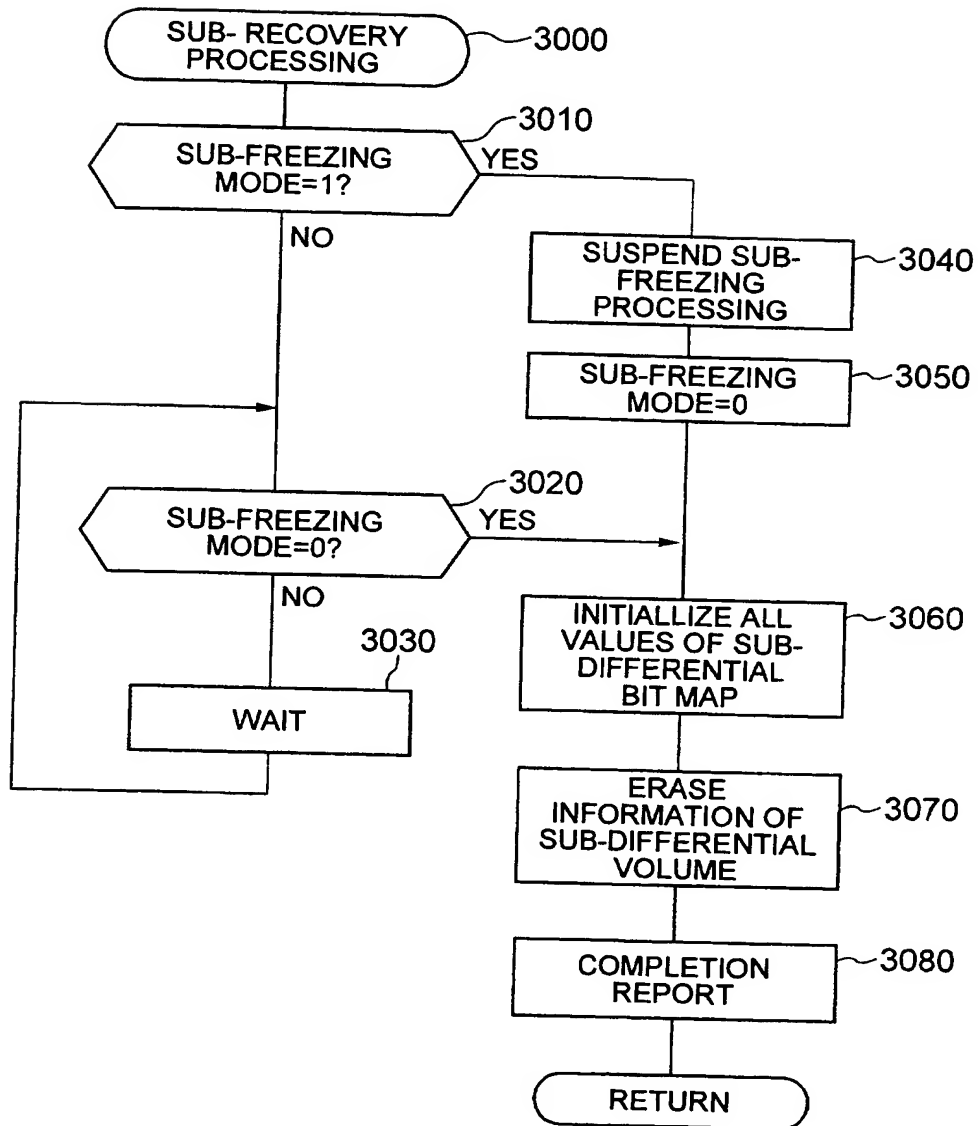 SUB- RECOVERY
PROCESSING
3000
3010
SUB-FREEZING
MODE=1?
YES
NO
SUSPEND SUB-
FREEZING
PROCESSING
3040
SUB-FREEZING
MODE=0
3050
3020
SUB-FREEZING
MODE=0?
YES
NO
3030
WAIT
INITIALLIZE ALL
VALUES OF SUB-
DIFFERENTIAL
BIT MAP
3060
ERASE
INFORMATION OF
SUB-DIFFERENTIAL
VOLUME
3070
COMPLETION
REPORT
3080
RETURN